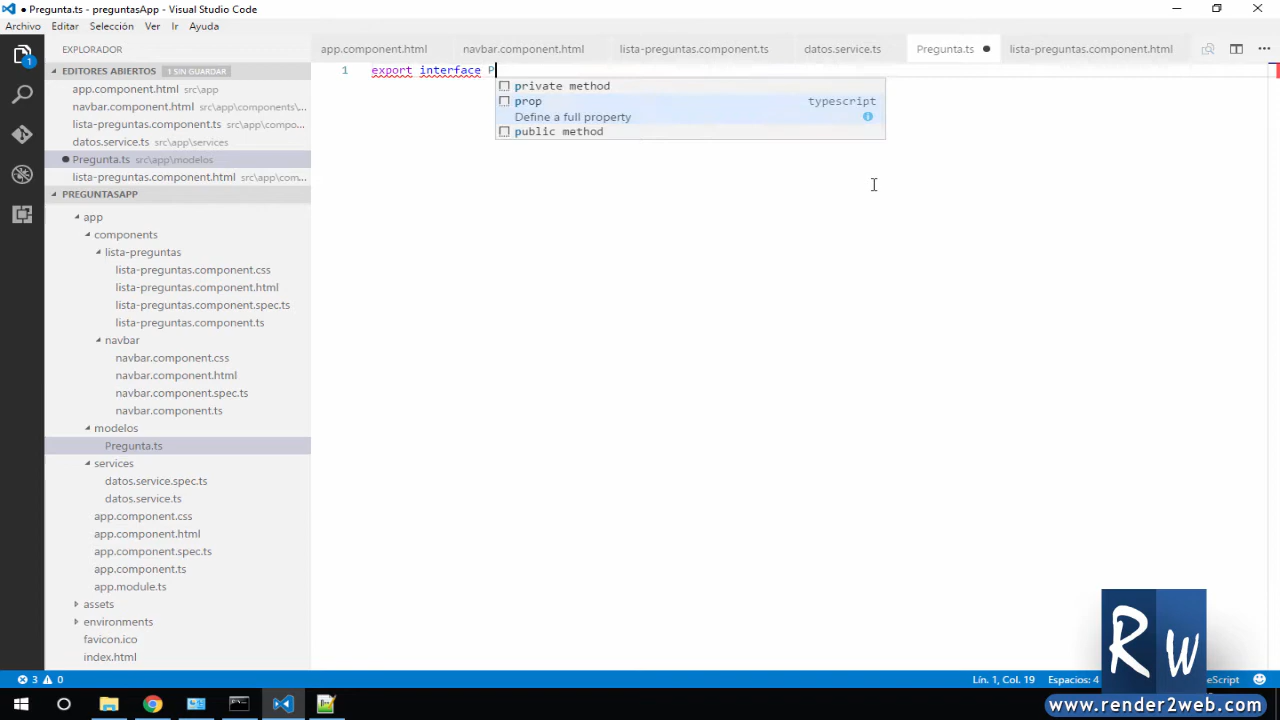 Pregunta.ts - preguntasApp - Visual Studio Code
Archivo Editar Selección Ver Ir Ayuda
EXPLORADOR
app.component.html navbar.component.html lista-preguntas.component.ts datos.service.ts Pregunta.ts lista-preguntas.component.html
EDITORES ABIERTOS 1 SIN GUARDAR
app.component.html src\app
navbar.component.html src\app\components\...
lista-preguntas.component.ts src\app\compo...
datos.service.ts src\app\services
Pregunta.ts src\app\modelos
lista-preguntas.component.html src\app\com...
1
PREGUNTASAPP
app
components
lista-preguntas
lista-preguntas.component.css
lista-preguntas.component.html
lista-preguntas.component.spec.ts
lista-preguntas.component.ts
navbar
navbar.component.css
navbar.component.html
navbar.component.spec.ts
navbar.component.ts
modelos
Pregunta.ts
services
datos.service.spec.ts
datos.service.ts
app.component.css
app.component.html
app.component.spec.ts
app.component.ts
app.module.ts
assets
environments
favicon.ico
index.html
1 export interface P
private method
prop typescript
Define a full property
public method
3 0
Lín. 1, Col. 19 Espacios: 4
RW
www.render2web.com